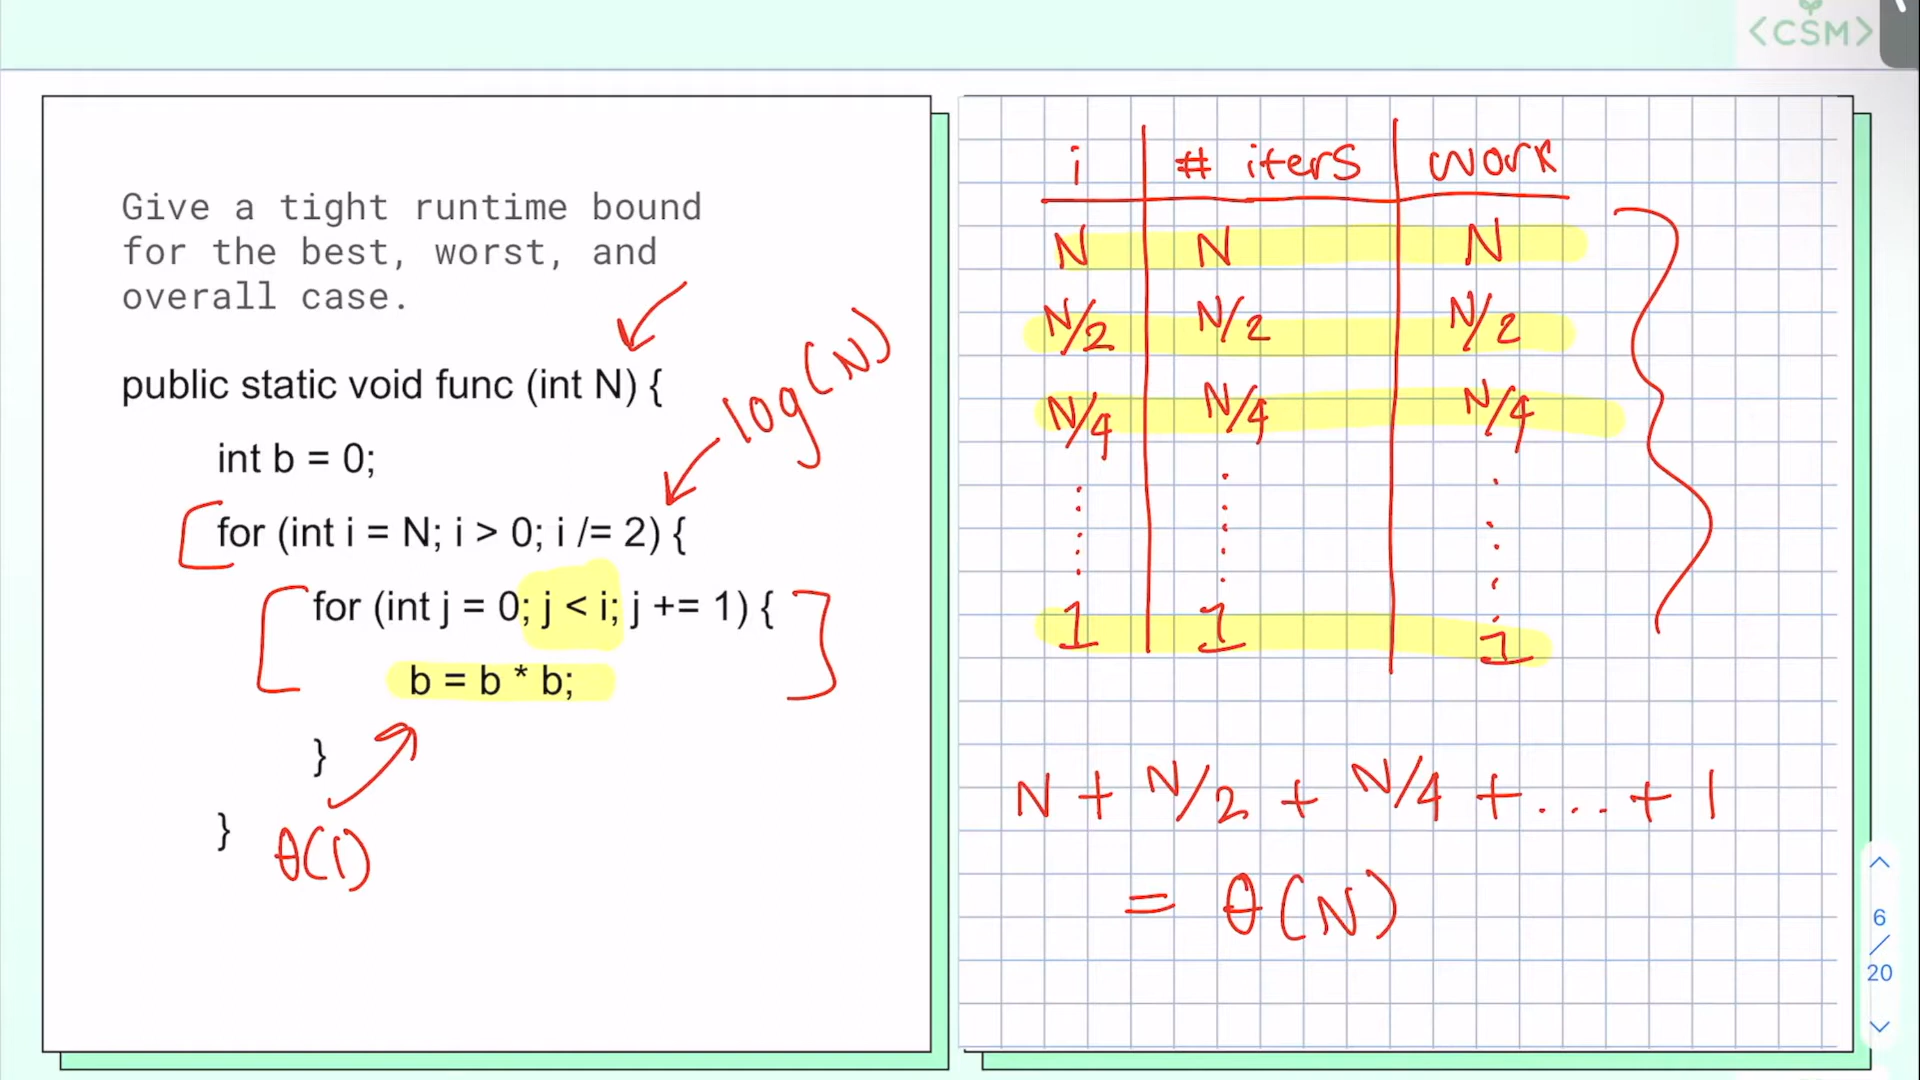 <CSM>
Give a tight runtime bound
for the best, worst, and
overall case.
public static void func (int N) {
log(N)
int b = 0;
for (int i = N; i > 0; i /= 2) {
for (int j = 0; j < i; j += 1) {
b = b * b;
}
}
θ(1)
i # iters work
N N N
N/2 N/2 N/2
N/4 N/4 N/4
1 1 1
N + N/2 + N/4 + .... + 1
= θ(N)
6
/
20